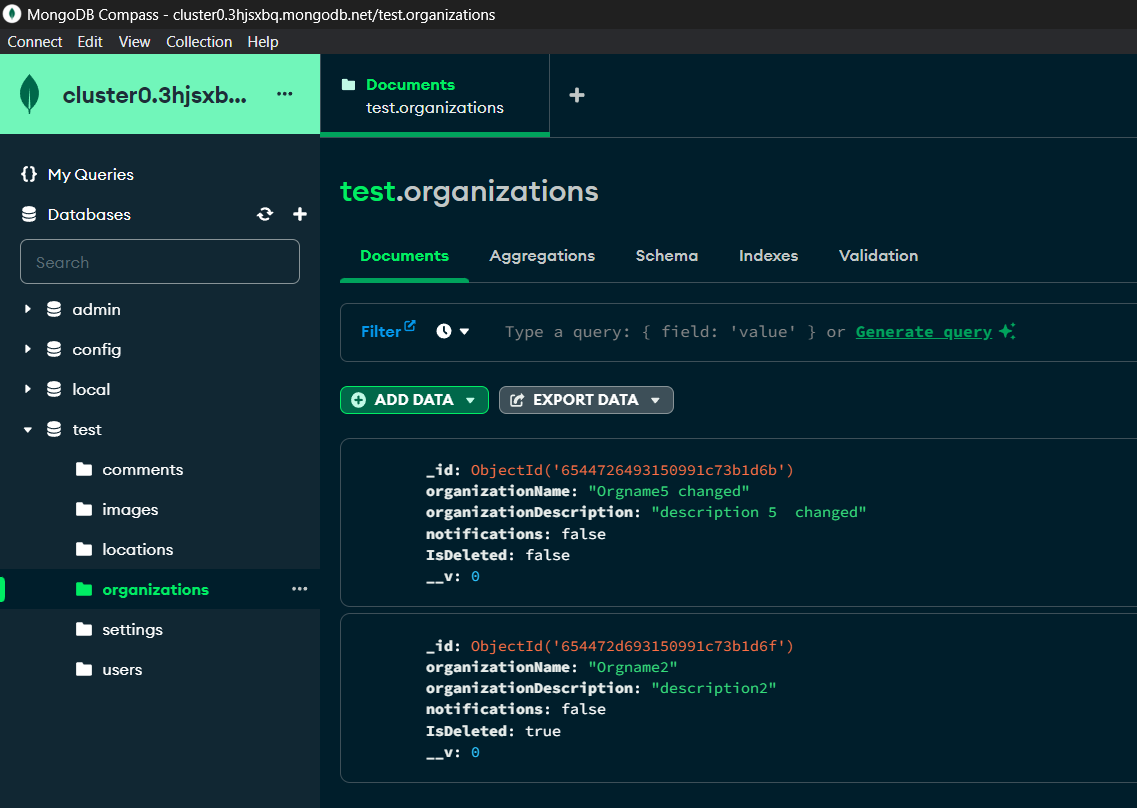 MongoDB Compass - cluster0.3hjsxbq.mongodb.net/test.organizations
Connect Edit View Collection Help
cluster0.3hjsxb... ...
Documents
test.organizations
+
{} My Queries
Databases
Search
admin
config
local
test
comments
images
locations
organizations ...
settings
users
test.organizations
Documents Aggregations Schema Indexes Validation
Filter Type a query: { field: 'value' } or Generate query
ADD DATA EXPORT DATA
_id: ObjectId('6544726493150991c73b1d6b')
organizationName: "Orgname5 changed"
organizationDescription: "description 5  changed"
notifications: false
IsDeleted: false
__v: 0
_id: ObjectId('654472d693150991c73b1d6f')
organizationName: "Orgname2"
organizationDescription: "description2"
notifications: false
IsDeleted: true
__v: 0